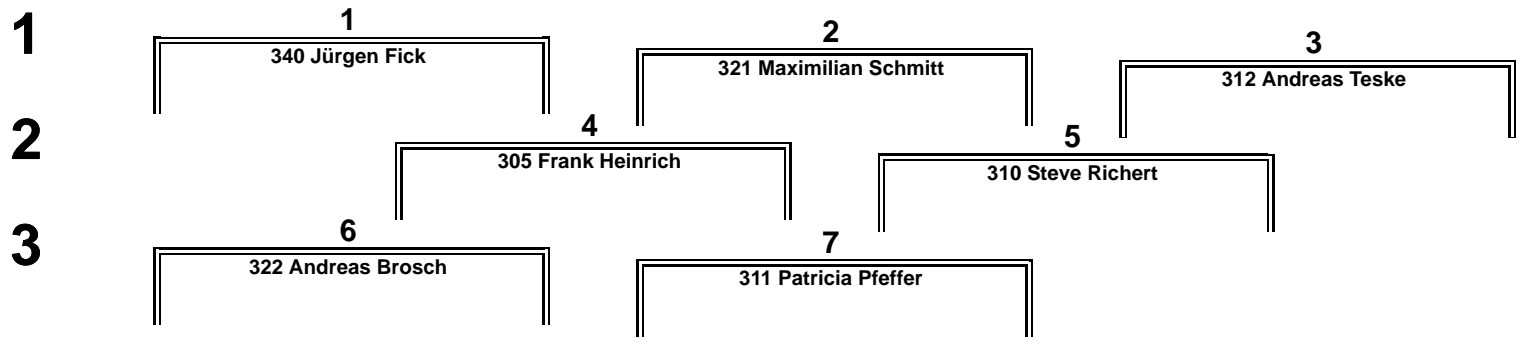 1
1
340 Jürgen Fick
2
321 Maximilian Schmitt
3
312 Andreas Teske
2
4
305 Frank Heinrich
5
310 Steve Richert
3
6
322 Andreas Brosch
7
311 Patricia Pfeffer